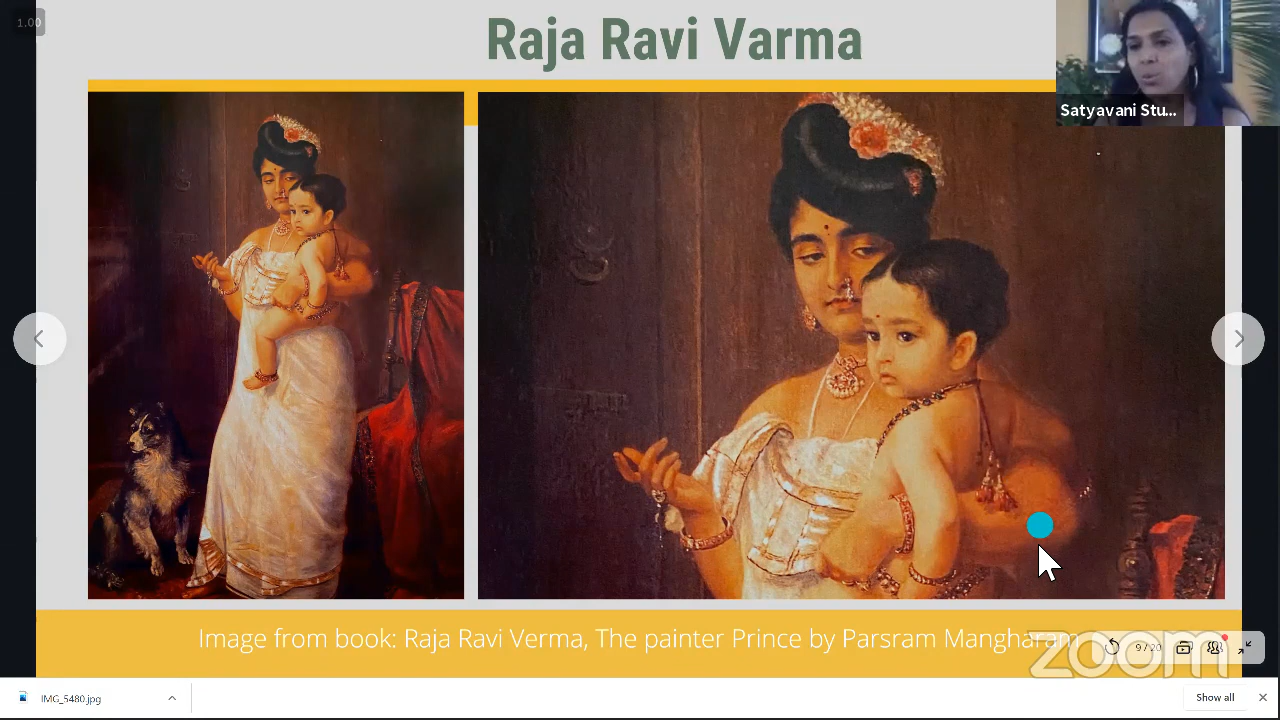 1.00
Raja Ravi Varma
Satyavani Stu...
Image from book: Raja Ravi Verma, The painter Prince by Parsram Mangharam
9 / 20
zoom
IMG_5480.jpg
Show all